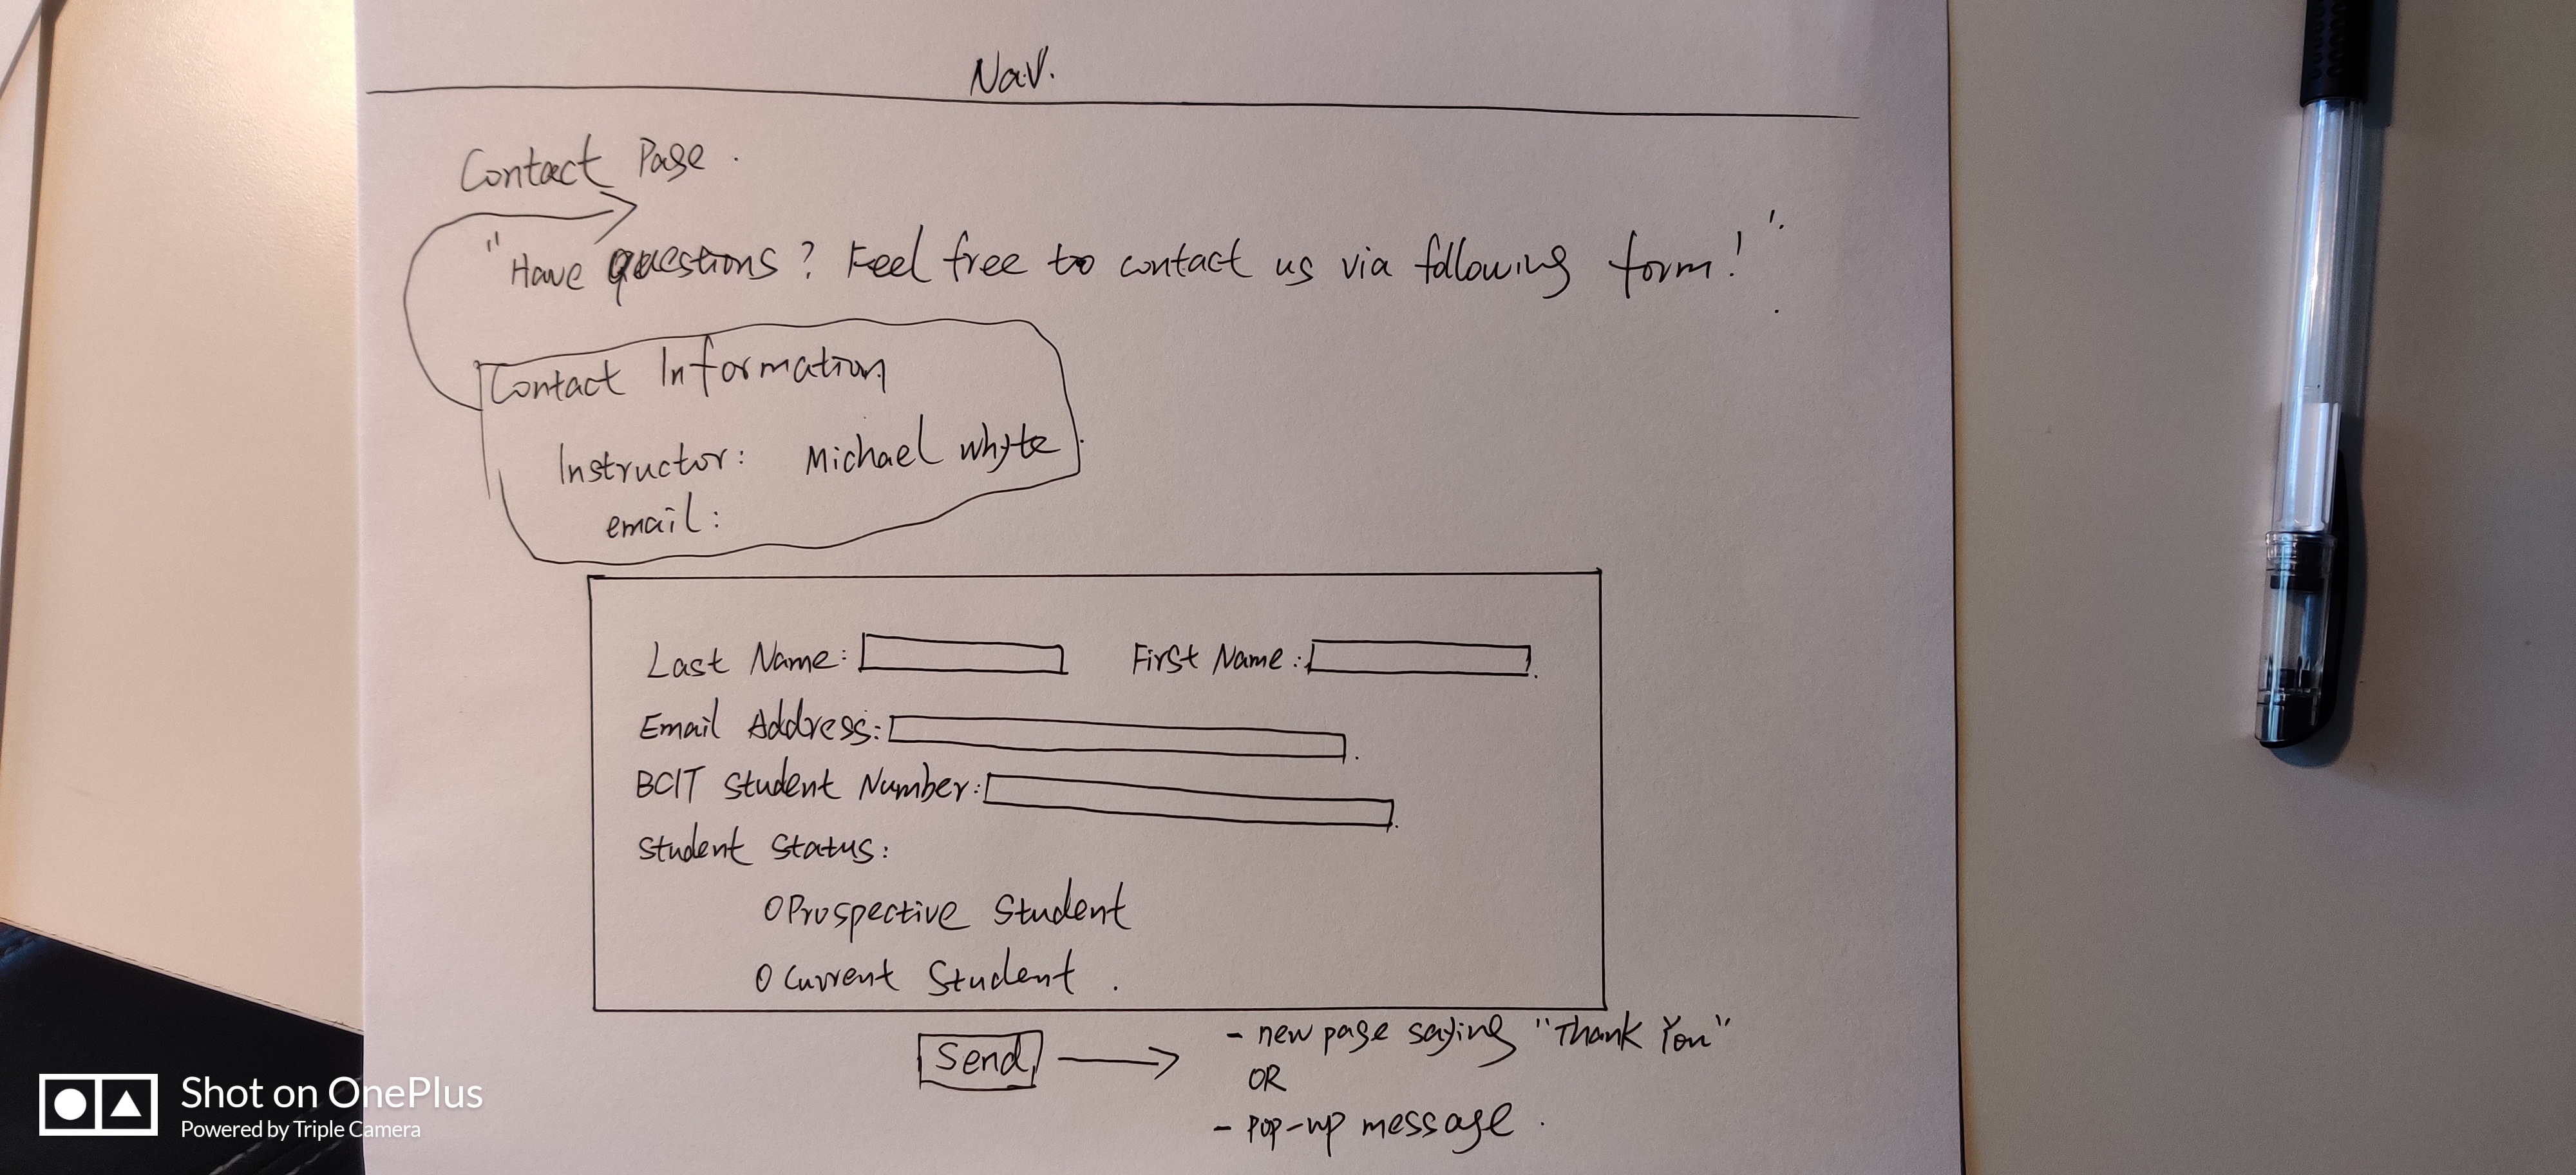 Nav.
Contact Page.
"Have questions? Feel free to contact us via following form!"
Contact Information
Instructor: Michael Whyte
email:
Last Name: First Name:
Email Address:
BCIT Student Number:
Student Status:
Prospective Student
Current Student.
Send
- new page saying "Thank You"
OR
- Pop-up message.
Shot on OnePlus
Powered by Triple Camera